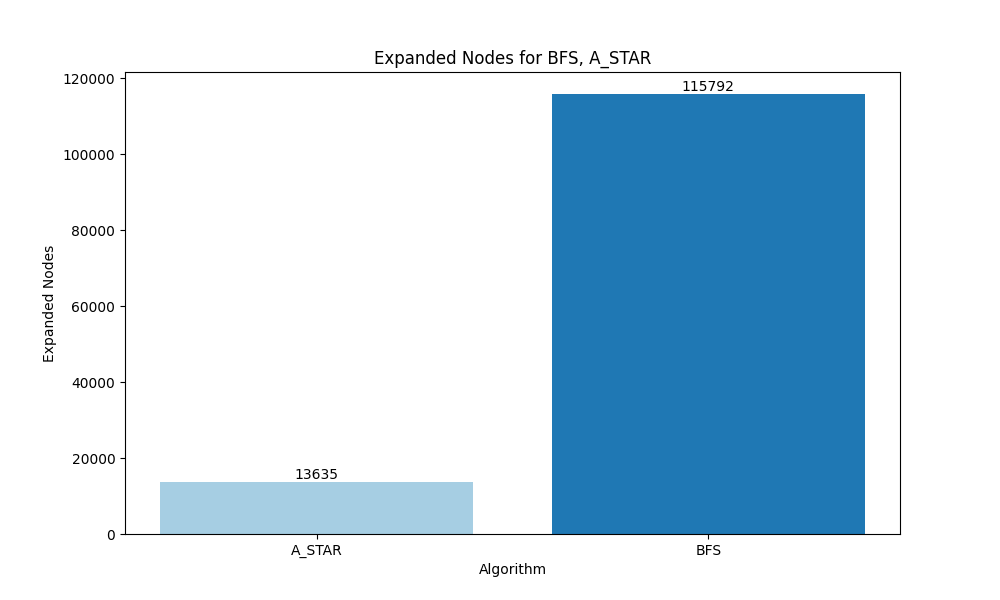 Expanded Nodes for BFS, A_STAR
120000
100000
80000
60000
40000
20000
0
Expanded Nodes
13635
115792
A_STAR
BFS
Algorithm